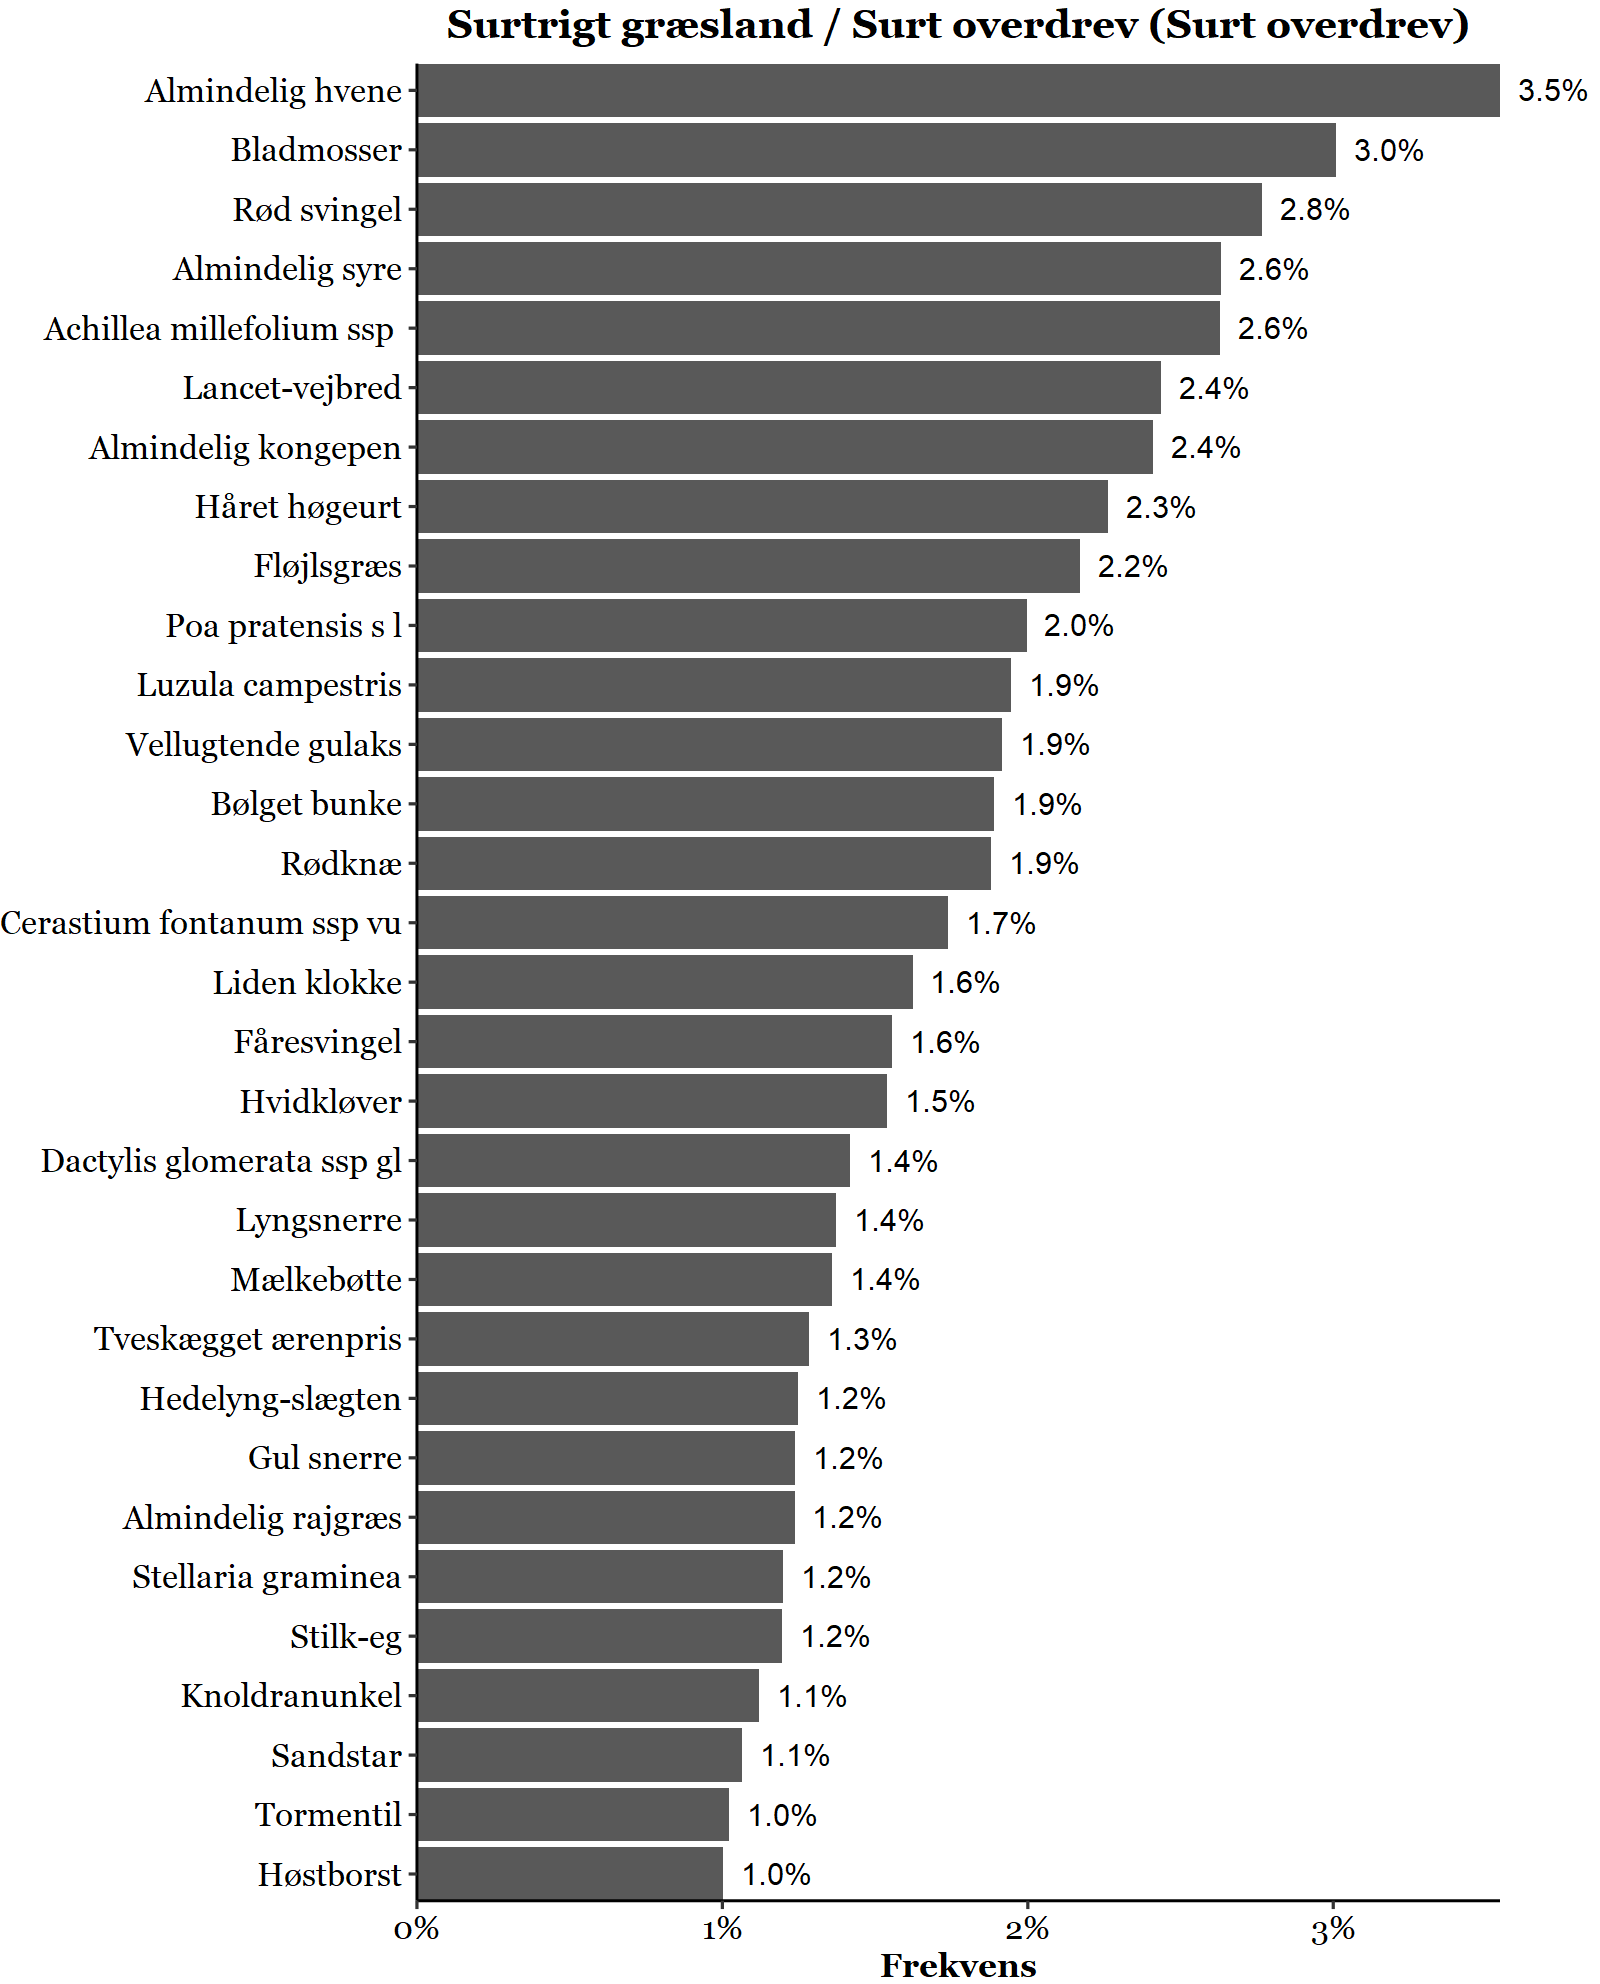 Surtrigt græsland / Surt overdrev (Surt overdrev)
Almindelig hvene 3.5%
Bladmosser 3.0%
Rød svingel 2.8%
Almindelig syre 2.6%
Achillea millefolium ssp 2.6%
Lancet-vejbred 2.4%
Almindelig kongepen 2.4%
Håret høgeurt 2.3%
Fløjlsgræs 2.2%
Poa pratensis s l 2.0%
Luzula campestris 1.9%
Vellugtende gulaks 1.9%
Bølget bunke 1.9%
Rødknæ 1.9%
Cerastium fontanum ssp vu 1.7%
Liden klokke 1.6%
Fåresvingel 1.6%
Hvidkløver 1.5%
Dactylis glomerata ssp gl 1.4%
Lyngsnerre 1.4%
Mælkebøtte 1.4%
Tveskægget ærenpris 1.3%
Hedelyng-slægten 1.2%
Gul snerre 1.2%
Almindelig rajgræs 1.2%
Stellaria graminea 1.2%
Stilk-eg 1.2%
Knoldranunkel 1.1%
Sandstar 1.1%
Tormentil 1.0%
Høstborst 1.0%
0% 1% 2% 3%
Frekvens